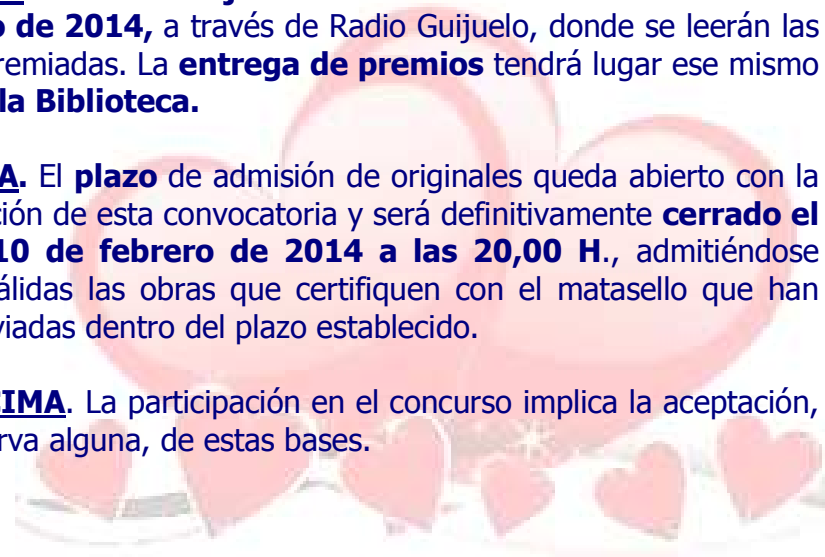 o de 2014, a través de Radio Guijuelo, donde se leerán las
remiadas. La entrega de premios tendrá lugar ese mismo
la Biblioteca.
A. El plazo de admisión de originales queda abierto con la
ción de esta convocatoria y será definitivamente cerrado el
10 de febrero de 2014 a las 20,00 H., admitiéndose
álidas las obras que certifiquen con el matasello que han
viadas dentro del plazo establecido.
CIMA. La participación en el concurso implica la aceptación,
rva alguna, de estas bases.